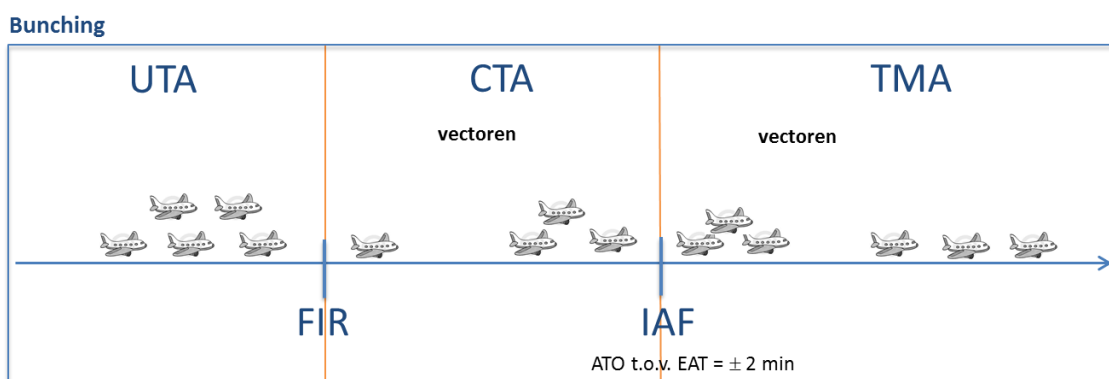 Bunching
UTA
CTA
TMA
vectoren
vectoren
FIR
IAF
ATO t.o.v. EAT = ± 2 min